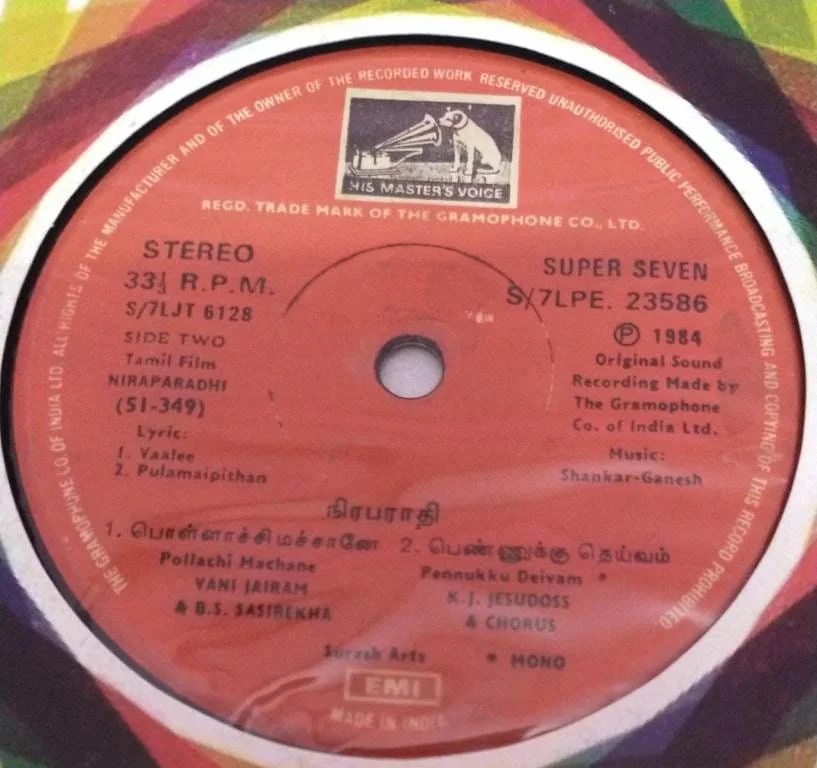 THE GRAMOPHONE CO OF INDIA LTD. ALL RIGHTS OF THE MANUFACTURER AND OF THE OWNER OF THE RECORDED WORK RESERVED UNAUTHORISED PUBLIC PERFORMANCE BROADCASTING AND COPYING OF THIS RECORD PROHIBITED.
HIS MASTER'S VOICE
REGD. TRADE MARK OF THE GRAMOPHONE CO., LTD.
STEREO
33⅓ R.P.M.
S/7LJT 6128
SIDE TWO
Tamil Film
NIRAPARADHI
(51-349)
Lyric:
1. Vaalee
2. Pulamaipithan
SUPER SEVEN
S/7LPE. 23586
Ⓟ 1984
Original Sound
Recording Made by
The Gramophone
Co. of India Ltd.
Music:
Shankar-Ganesh
நிரபராதி
1. பொள்ளாச்சி மச்சானே 2. பெண்ணுக்கு தெய்வம்
Pollachi Machane
VANI JAIRAM
& B.S. SASIREKHA
Pennukku Deivam *
K.J. JESUDOSS
& CHORUS
Suresh Arts * MONO
EMI
MADE IN INDIA